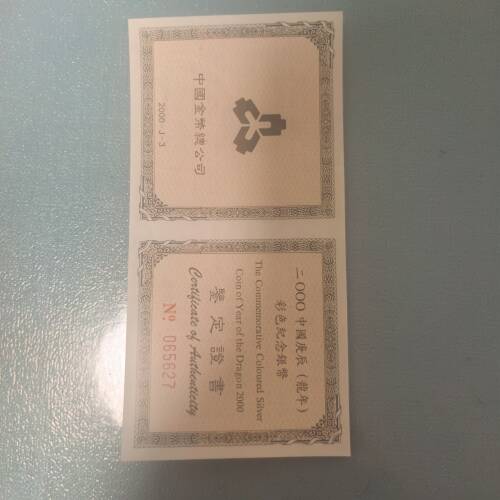 中國金幣總公司
2000-J-3
二OOO 中國庚辰（龍年）
彩色紀念銀幣
The Commemorative Coloured Silver
Coin of Year of the Dragon 2000
鑒定證書
Certificate of Authenticity
Nº 065627